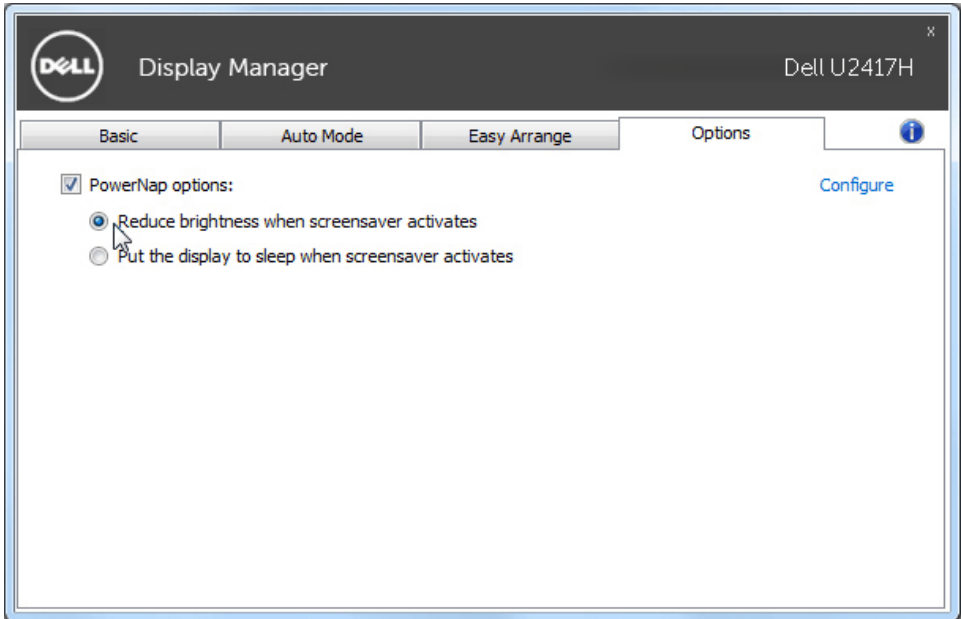 x
DELL
Display Manager
Dell U2417H
Basic
Auto Mode
Easy Arrange
Options
i
PowerNap options:
Configure
Reduce brightness when screensaver activates
Put the display to sleep when screensaver activates